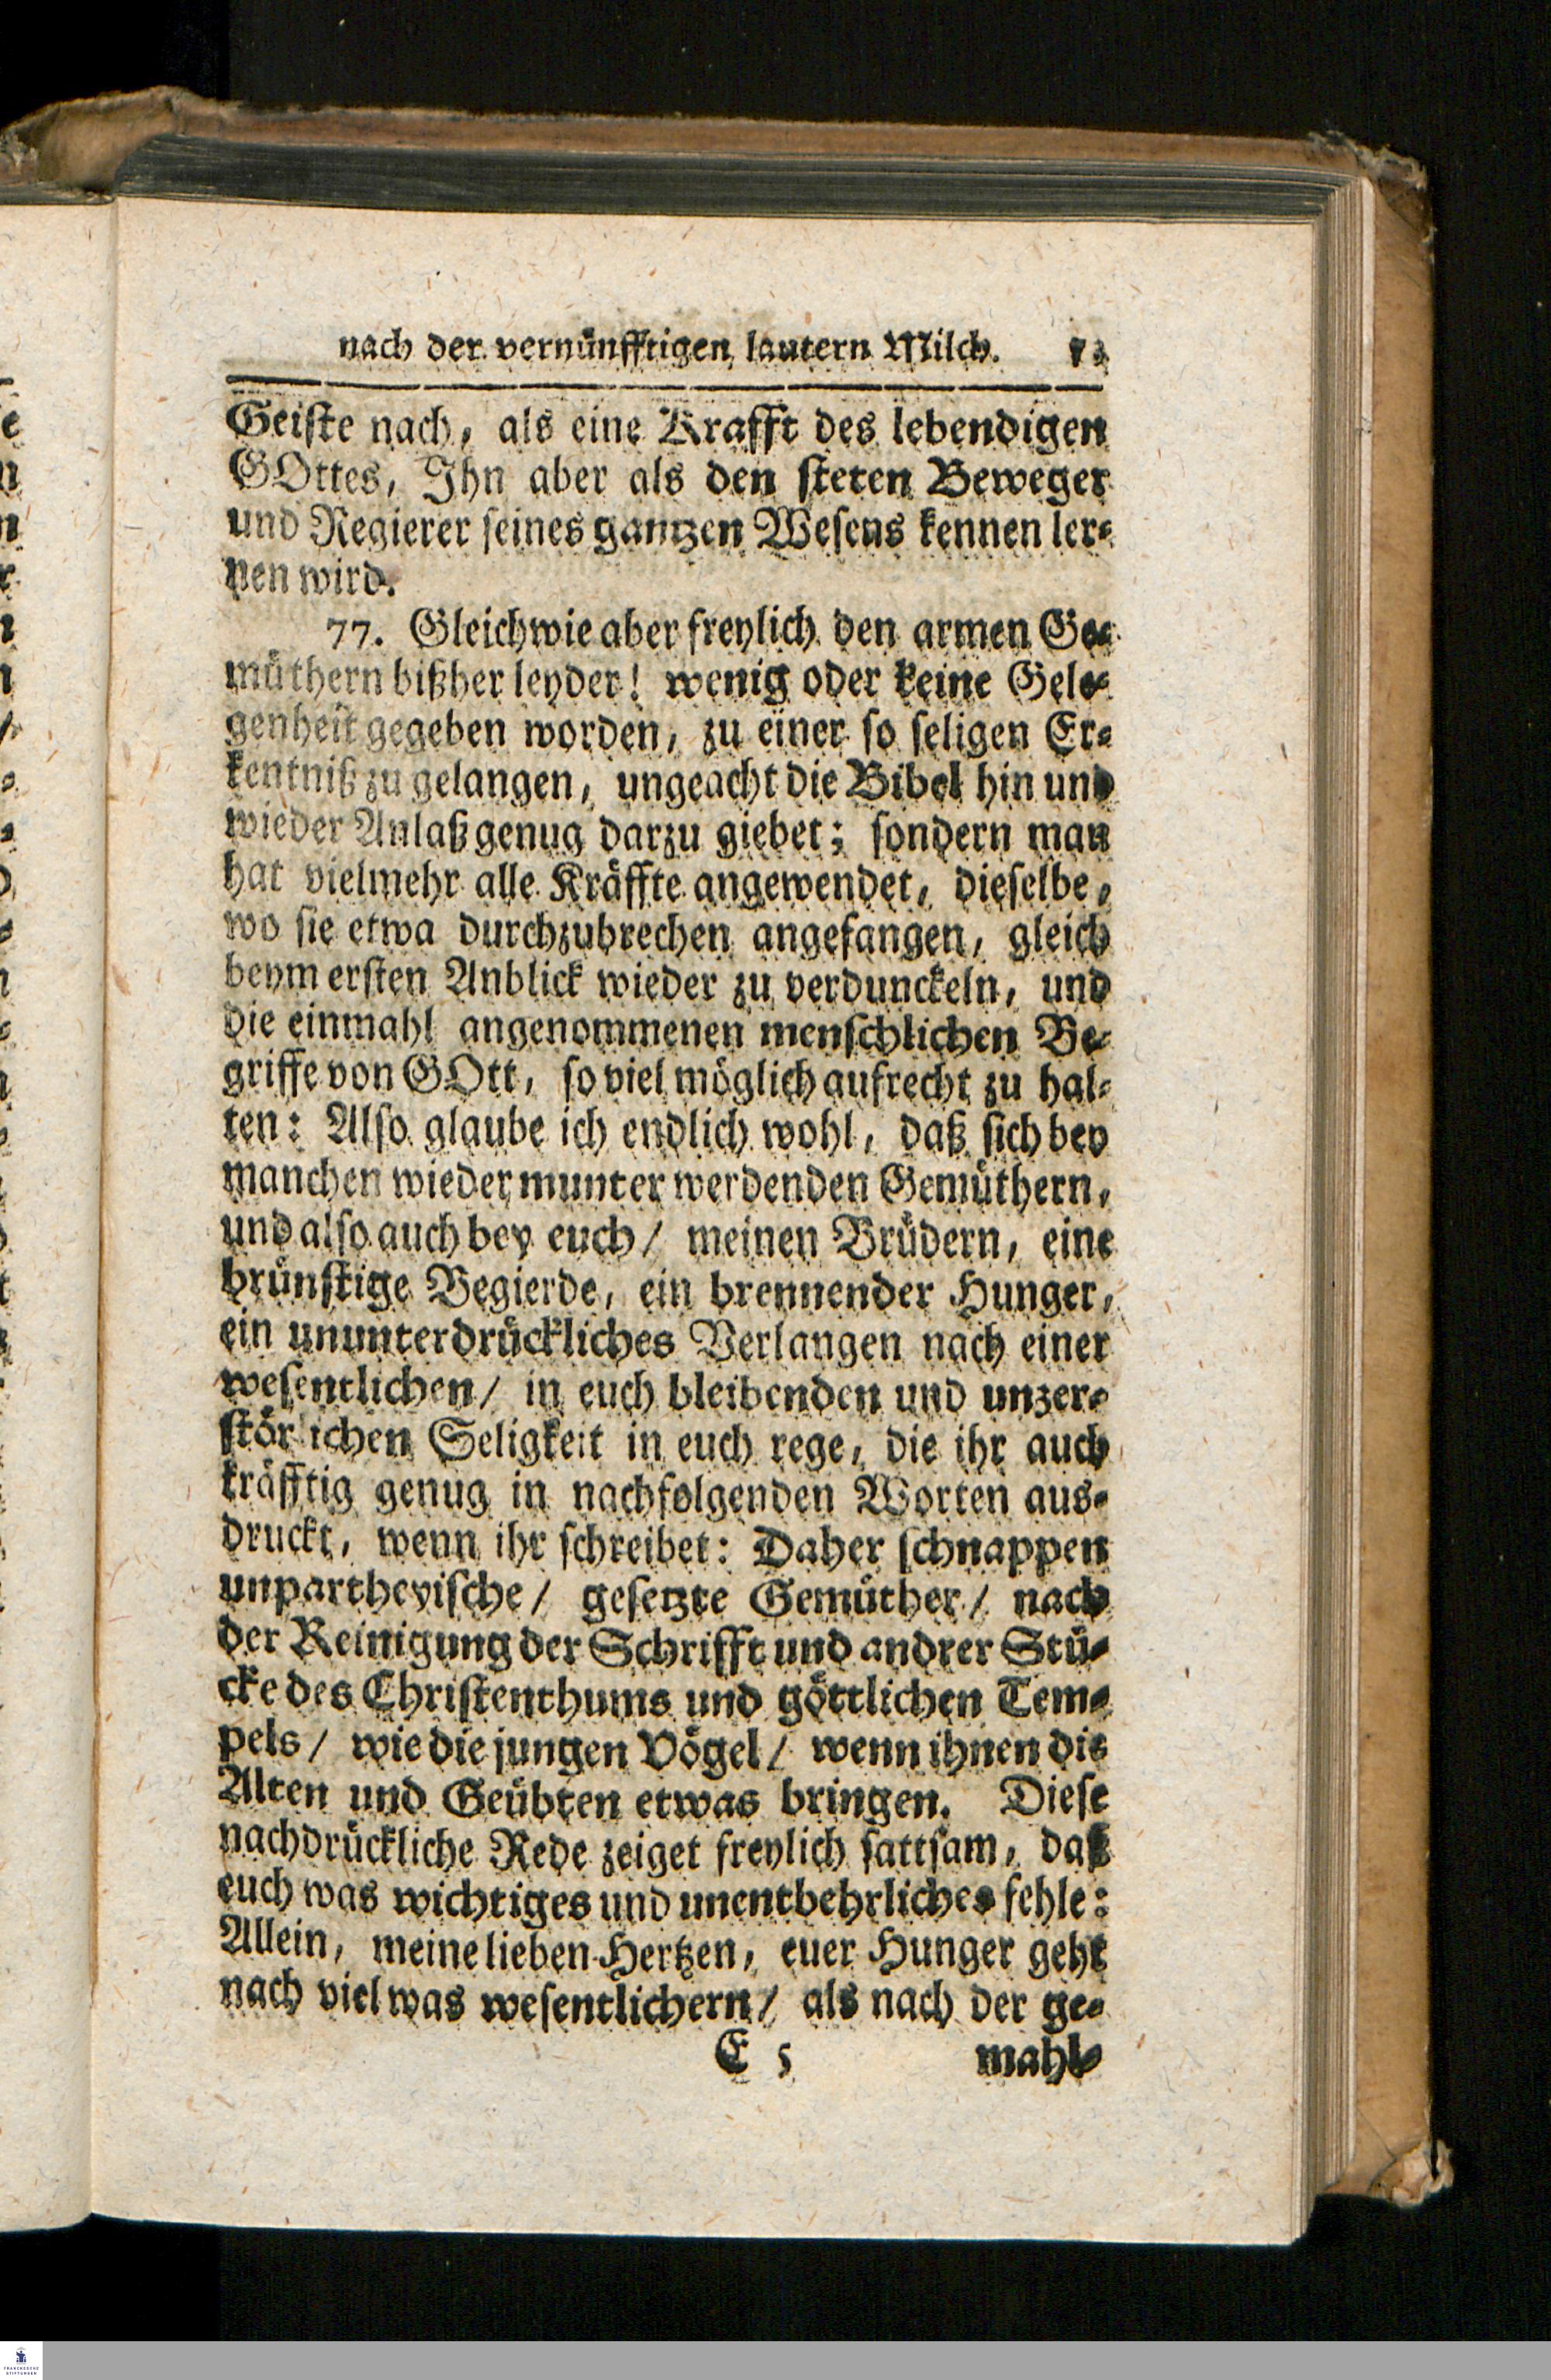 nach der vernünfftigen lautern Milch. 73
Geiste nach, als eine Krafft des lebendigen
GOttes, Ihn aber als den steten Beweger
und Regierer seines gantzen Wesens kennen ler-
nen wird.
77. Gleichwie aber freylich den armen Ge-
müthern bißher leyder! wenig oder keine Gele-
genheit gegeben worden, zu einer so seligen Er-
kentniß zu gelangen, ungeacht die Bibel hin und
wieder Anlaß genug darzu giebet; sondern man
hat vielmehr alle Kräffte angewendet, dieselbe,
wo sie etwa durchzubrechen angefangen, gleich
beym ersten Anblick wieder zu verdunckeln, und
die einmahl angenommenen menschlichen Be-
griffe von GOtt, so viel möglich aufrecht zu hal-
ten: Also glaube ich endlich wohl, daß sich bey
manchen wieder munter werdenden Gemüthern,
und also auch bey euch/ meinen Brüdern, eine
brünstige Begierde, ein brennender Hunger,
ein ununterdrückliches Verlangen nach einer
wesentlichen/ in euch bleibenden und unzer-
störlichen Seligkeit in euch rege, die ihr auch
kräfftig genug in nachfolgenden Worten aus-
druckt, wenn ihr schreibet: Daher schnappen
unpartheyische/ gesetzte Gemüther/ nach
der Reinigung der Schrifft und andrer Stü-
cke des Christenthums und göttlichen Tem-
pels/ wie die jungen Vögel/ wenn ihnen die
Alten und Geübten etwas bringen. Diese
nachdrückliche Rede zeiget freylich sattsam, daß
euch was wichtiges und unentbehrliches fehle:
Allein, meine lieben Hertzen, euer Hunger geht
nach viel was wesentlichern/ als nach der ge-
E 5 mahl-
FRANCKESCHE
STIFTUNGEN